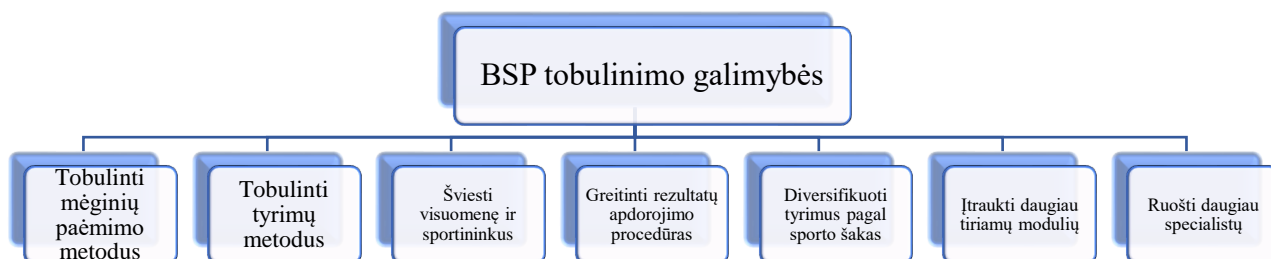 BSP tobulinimo galimybės
Tobulinti
mėginių
paėmimo
metodus
Tobulinti
tyrimų
metodus
Šviesti
visuomenę ir
sportininkus
Greitinti rezultatų
apdorojimo
procedūras
Diversifikuoti
tyrimus pagal
sporto šakas
Įtraukti daugiau
tiriamų modulių
Ruošti daugiau
specialistų